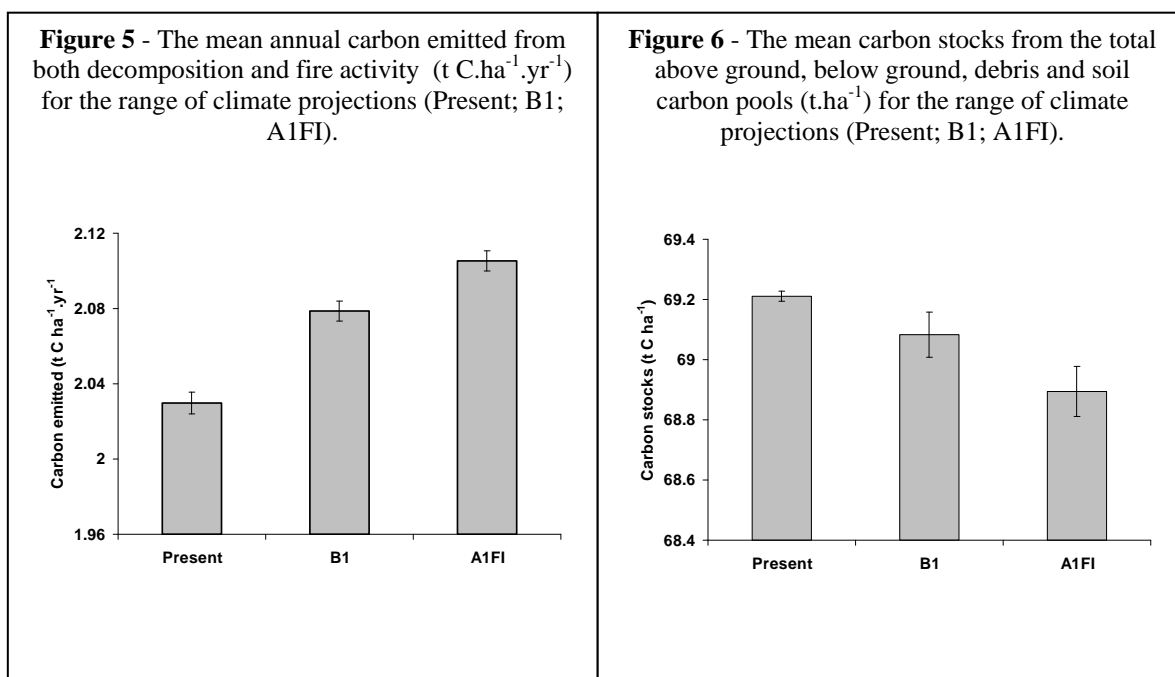 Figure 5 - The mean annual carbon emitted from
both decomposition and fire activity (t C.ha⁻¹.yr⁻¹)
for the range of climate projections (Present; B1;
A1FI).
2.12
2.08
2.04
2
1.96
Carbon emitted (t C ha⁻¹.yr⁻¹
Present
B1
A1FI
Figure 6 - The mean carbon stocks from the total
above ground, below ground, debris and soil
carbon pools (t.ha⁻¹) for the range of climate
projections (Present; B1; A1FI).
69.4
69.2
69
68.8
68.6
68.4
Carbon stocks (t C ha⁻¹)
Present
B1
A1FI